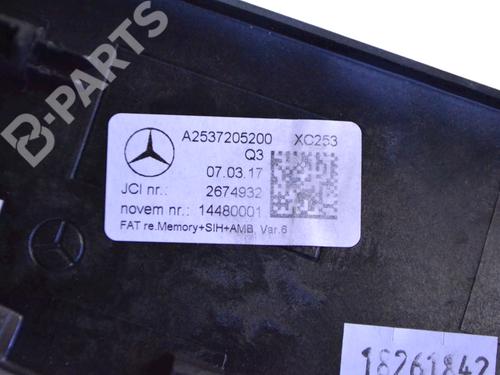 B-PARTS
A2537205200 XC253
Q3
07.03.17
JCI nr.: 2674932
novem nr.: 14480001
FAT re.Memory+SIH+AMB, Var.6
18261842